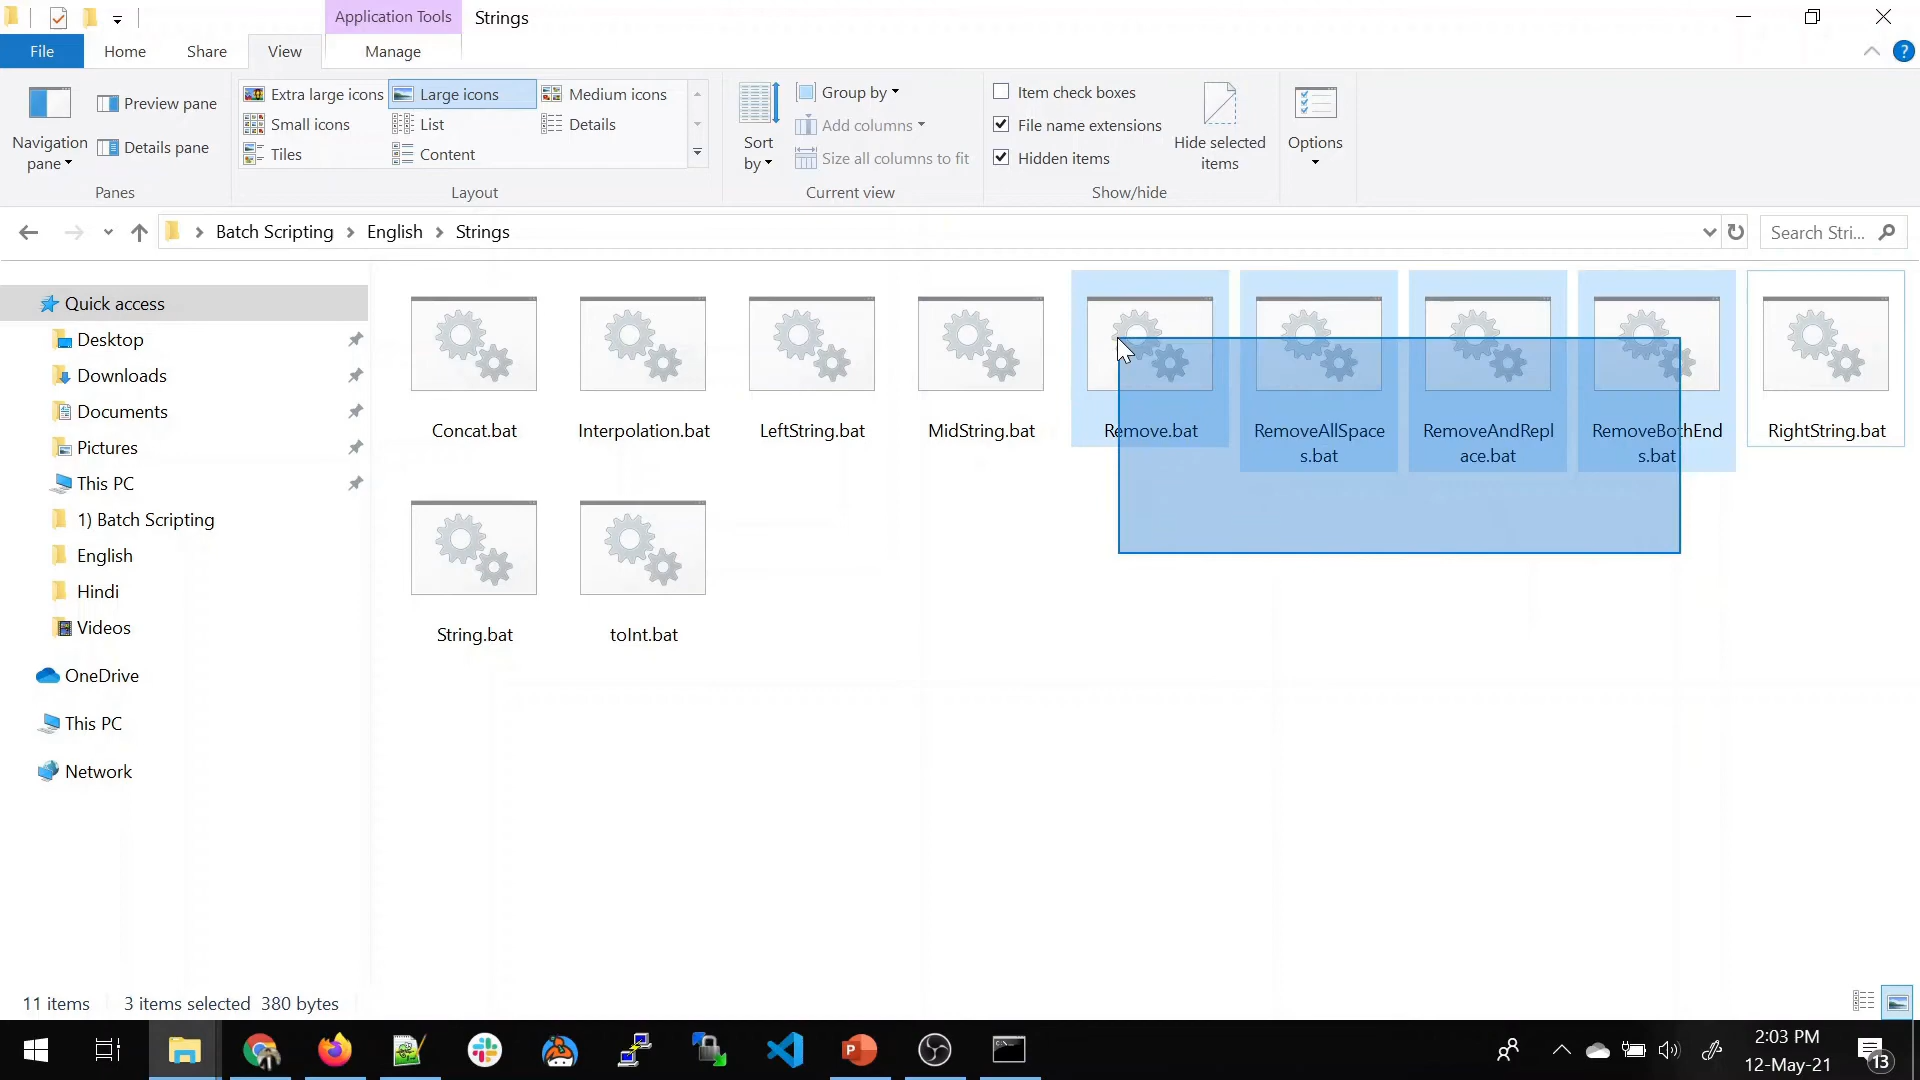 Application Tools
Strings
File
Home
Share
View
Manage
Navigation
pane
Preview pane
Details pane
Panes
Extra large icons
Large icons
Medium icons
Small icons
List
Details
Tiles
Content
Layout
Sort
by
Group by
Add columns
Size all columns to fit
Current view
Item check boxes
File name extensions
Hidden items
Show/hide
Hide selected
items
Options
Batch Scripting
English
Strings
Search Stri...
Quick access
Desktop
Downloads
Documents
Pictures
This PC
1) Batch Scripting
English
Hindi
Videos
OneDrive
This PC
Network
Concat.bat
Interpolation.bat
LeftString.bat
MidString.bat
Remove.bat
RemoveAllSpace
s.bat
RemoveAndRepl
ace.bat
RemoveBothEnd
s.bat
RightString.bat
String.bat
toInt.bat
11 items
3 items selected 380 bytes
2:03 PM
12-May-21
13